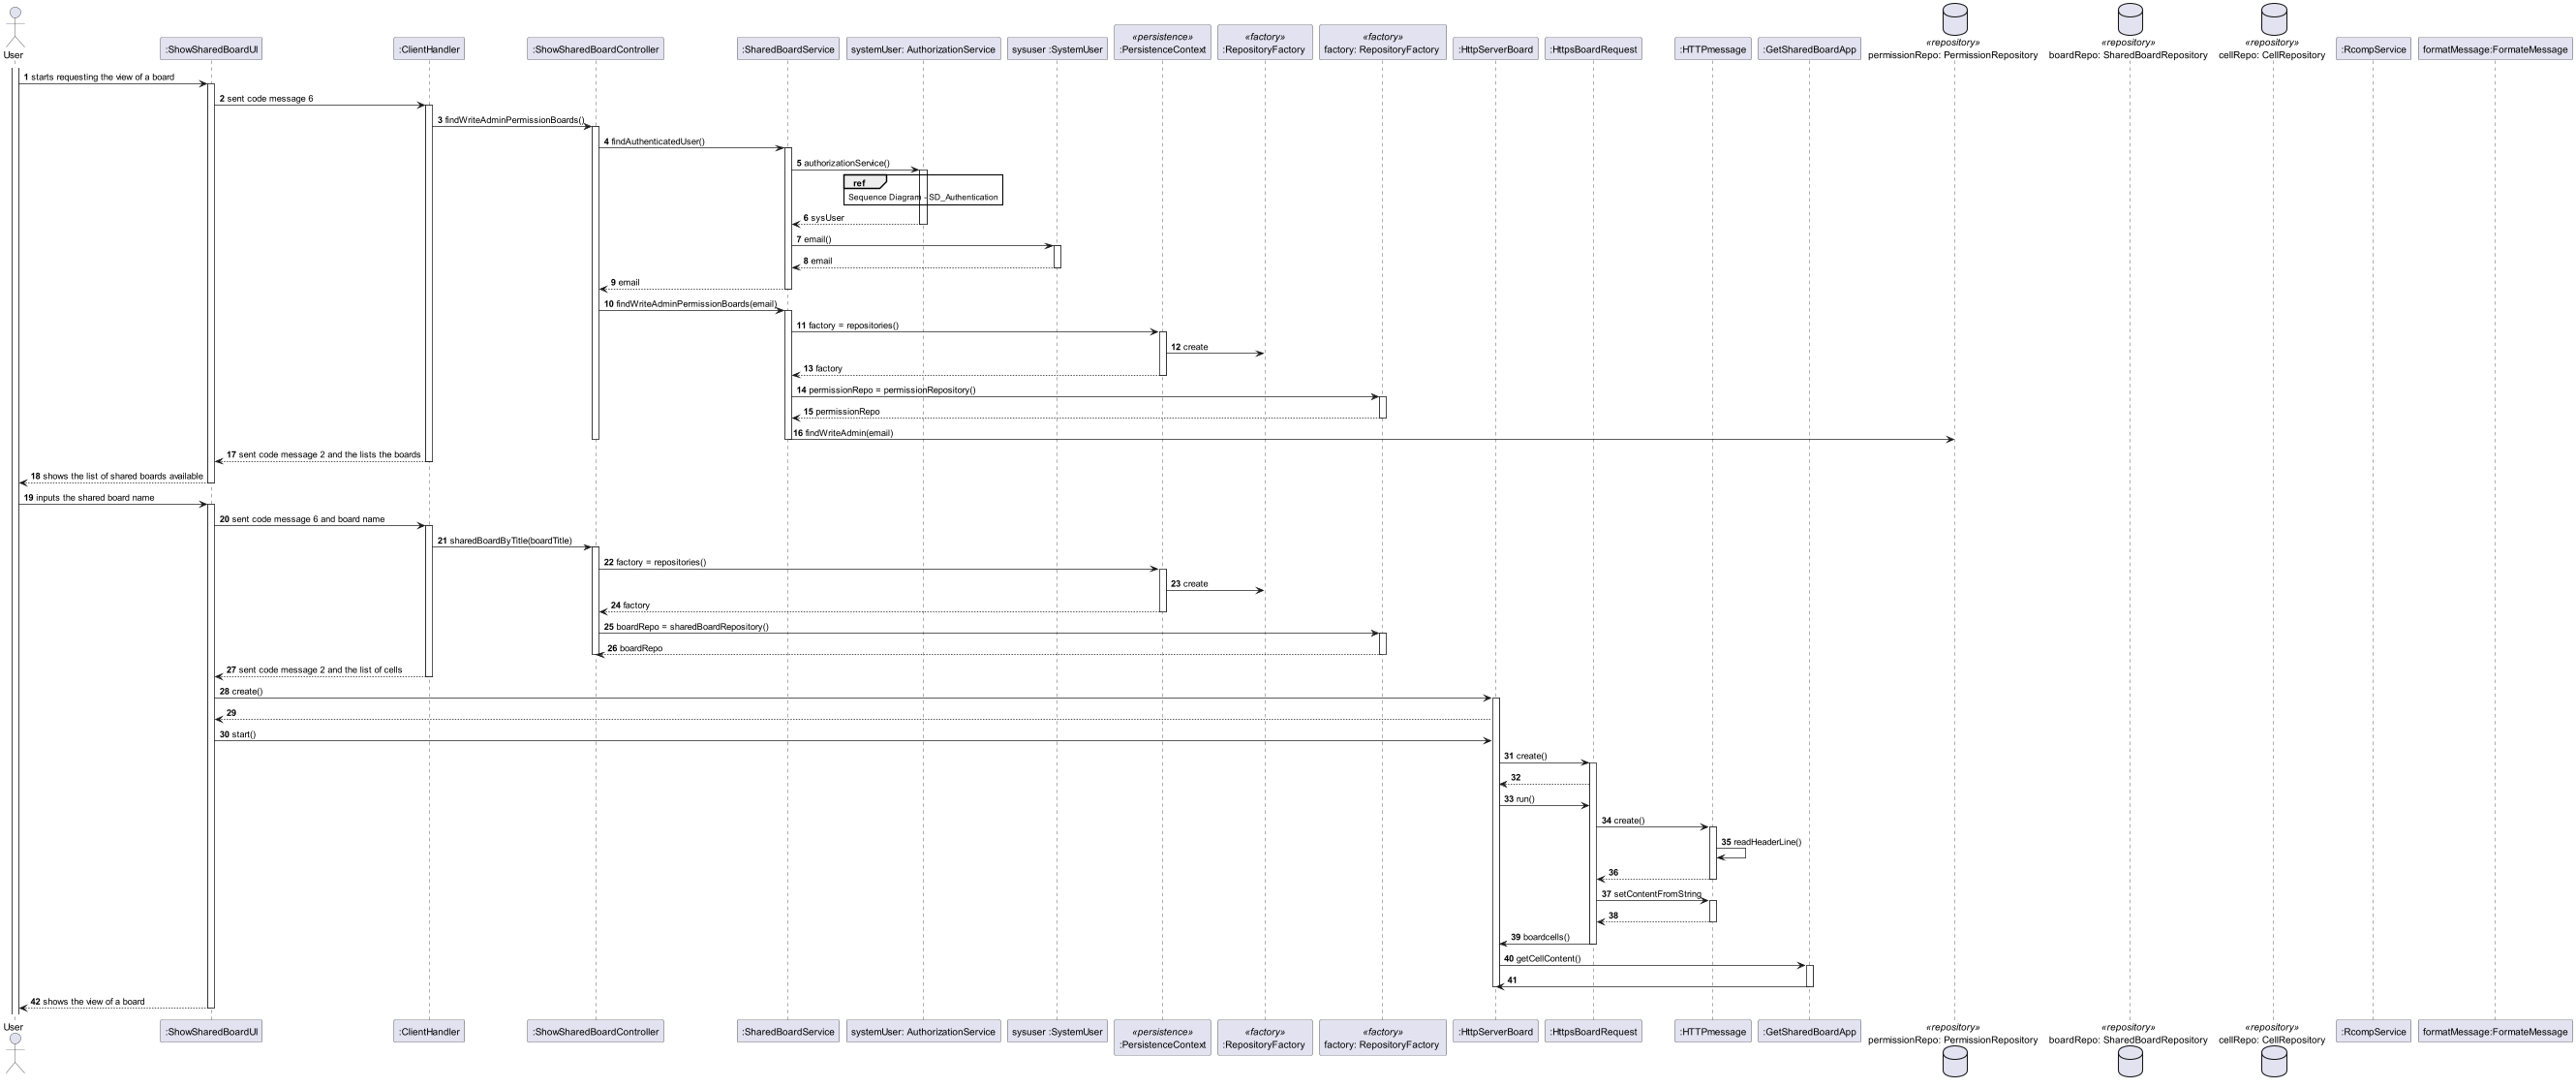 User
:ShowSharedBoardUI
:ClientHandler
:ShowSharedBoardController
:SharedBoardService
systemUser: AuthorizationService
sysuser :SystemUser
«persistence»
:PersistenceContext
«factory»
:RepositoryFactory
«factory»
factory: RepositoryFactory
:HttpServerBoard
:HttpsBoardRequest
:HTTPmessage
:GetSharedBoardApp
«repository»
permissionRepo: PermissionRepository
«repository»
boardRepo: SharedBoardRepository
«repository»
cellRepo: CellRepository
:RcompService
formatMessage:FormateMessage
1 starts requesting the view of a board
2 sent code message 6
3 findWriteAdminPermissionBoards()
4 findAuthenticatedUser()
5 authorizationService()
ref
Sequence Diagram - SD_Authentication
6 sysUser
7 email()
8 email
9 email
10 findWriteAdminPermissionBoards(email)
11 factory = repositories()
12 create
13 factory
14 permissionRepo = permissionRepository()
15 permissionRepo
16 findWriteAdmin(email)
17 sent code message 2 and the lists the boards
18 shows the list of shared boards available
19 inputs the shared board name
20 sent code message 6 and board name
21 sharedBoardByTitle(boardTitle)
22 factory = repositories()
23 create
24 factory
25 boardRepo = sharedBoardRepository()
26 boardRepo
27 sent code message 2 and the list of cells
28 create()
29
30 start()
31 create()
32
33 run()
34 create()
35 readHeaderLine()
36
37 setContentFromString
38
39 boardcells()
40 getCellContent()
41
42 shows the view of a board
User
:ShowSharedBoardUI
:ClientHandler
:ShowSharedBoardController
:SharedBoardService
systemUser: AuthorizationService
sysuser :SystemUser
«persistence»
:PersistenceContext
«factory»
:RepositoryFactory
«factory»
factory: RepositoryFactory
:HttpServerBoard
:HttpsBoardRequest
:HTTPmessage
:GetSharedBoardApp
«repository»
permissionRepo: PermissionRepository
«repository»
boardRepo: SharedBoardRepository
«repository»
cellRepo: CellRepository
:RcompService
formatMessage:FormateMessage